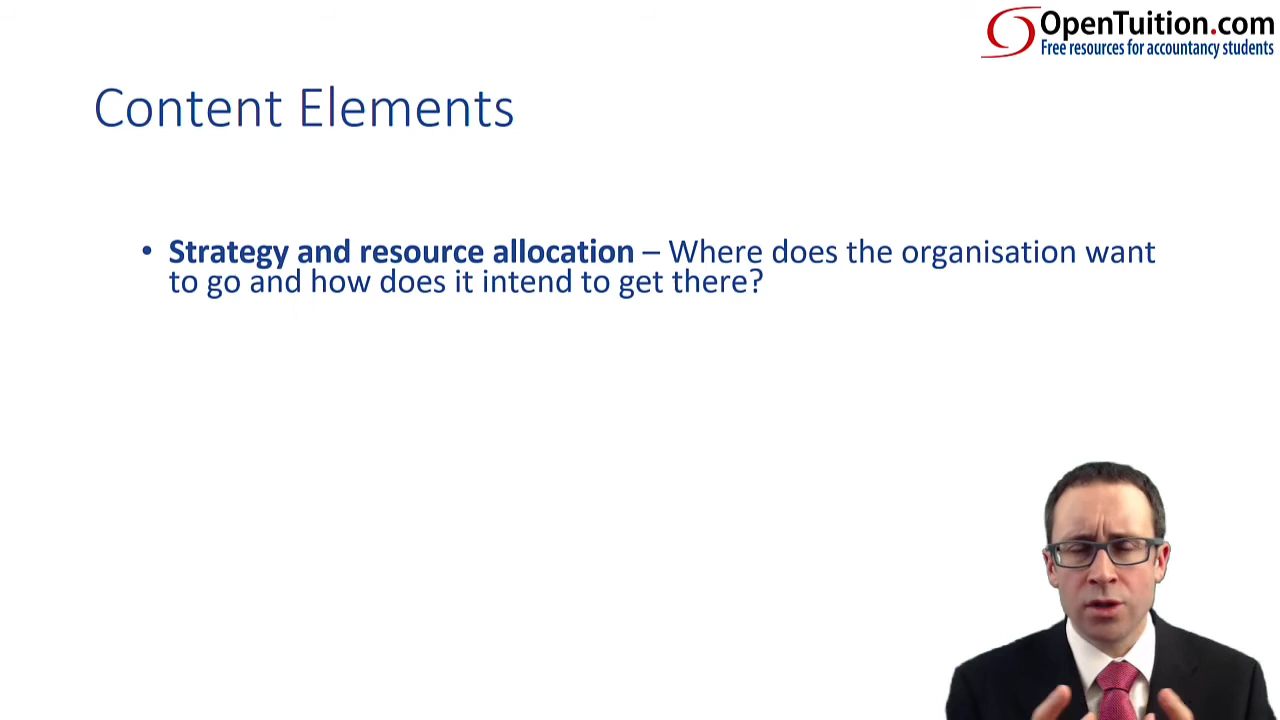 OpenTuition.com
Free resources for accountancy students
Content Elements
• Strategy and resource allocation – Where does the organisation want
to go and how does it intend to get there?